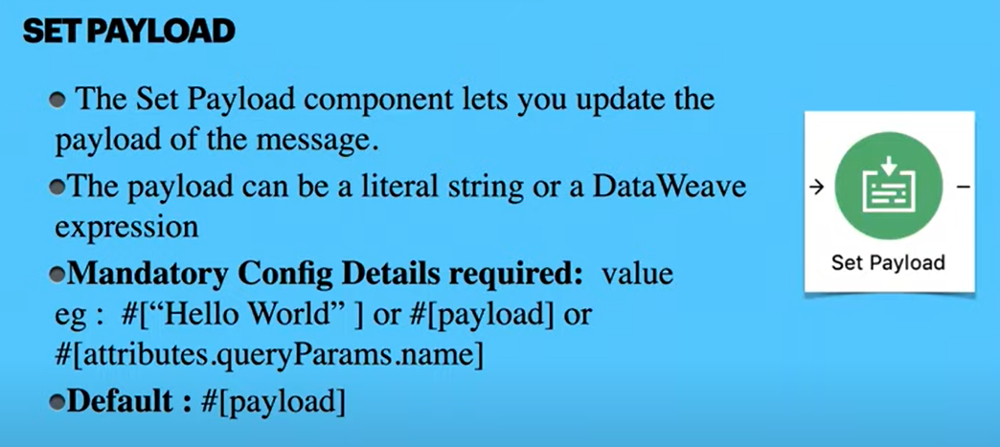 SET PAYLOAD
The Set Payload component lets you update the
payload of the message.
The payload can be a literal string or a DataWeave
expression
Mandatory Config Details required:  value
eg :  #[“Hello World” ] or #[payload] or
#[attributes.queryParams.name]
Default : #[payload]
Set Payload